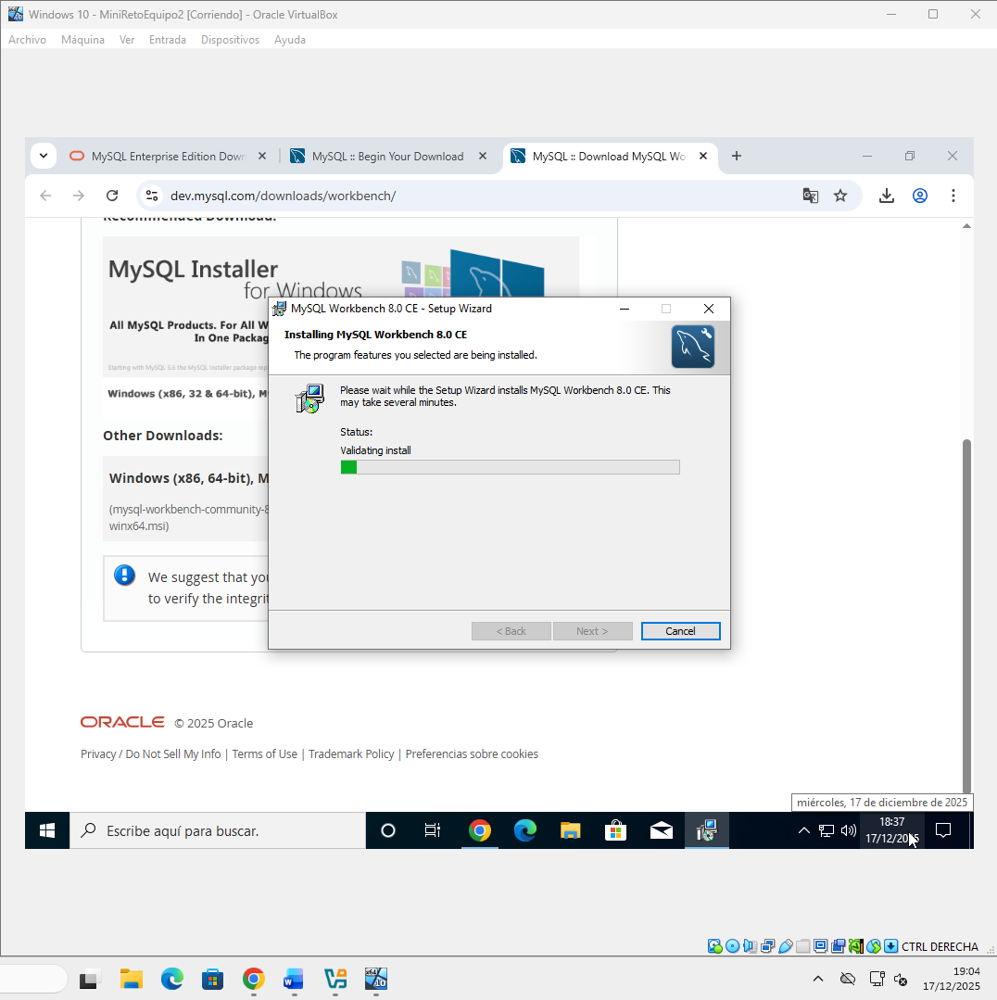 Windows 10 - MiniRetoEquipo2 [Corriendo] - Oracle VirtualBox
Archivo Máquina Ver Entrada Dispositivos Ayuda
MySQL Enterprise Edition Down
MySQL :: Begin Your Download
MySQL :: Download MySQL Wo
dev.mysql.com/downloads/workbench/
Recommended Download:
MySQL Installer
for Windows
All MySQL Products. For All W
In One Packag
Starting with MySQL 5.6 the MySQL Installer package rep
Windows (x86, 32 & 64-bit), M
Other Downloads:
Windows (x86, 64-bit), M
(mysql-workbench-community-8
winx64.msi)
We suggest that you
to verify the integrit
MySQL Workbench 8.0 CE - Setup Wizard
Installing MySQL Workbench 8.0 CE
The program features you selected are being installed.
Please wait while the Setup Wizard installs MySQL Workbench 8.0 CE. This
may take several minutes.
Status:
Validating install
< Back Next > Cancel
ORACLE © 2025 Oracle
Privacy / Do Not Sell My Info | Terms of Use | Trademark Policy | Preferencias sobre cookies
miércoles, 17 de diciembre de 2025
Escribe aquí para buscar.
18:37
17/12/2025
CTRL DERECHA
19:04
17/12/2025